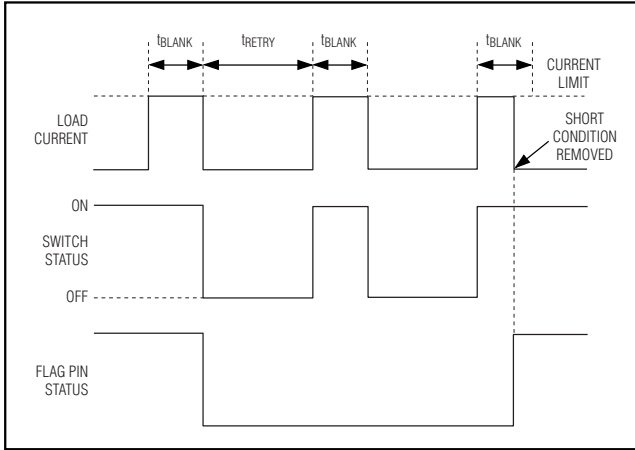 tBLANK tRETRY tBLANK tBLANK
CURRENT
LIMIT
LOAD
CURRENT
SHORT
CONDITION
REMOVED
ON
SWITCH
STATUS
OFF
FLAG PIN
STATUS